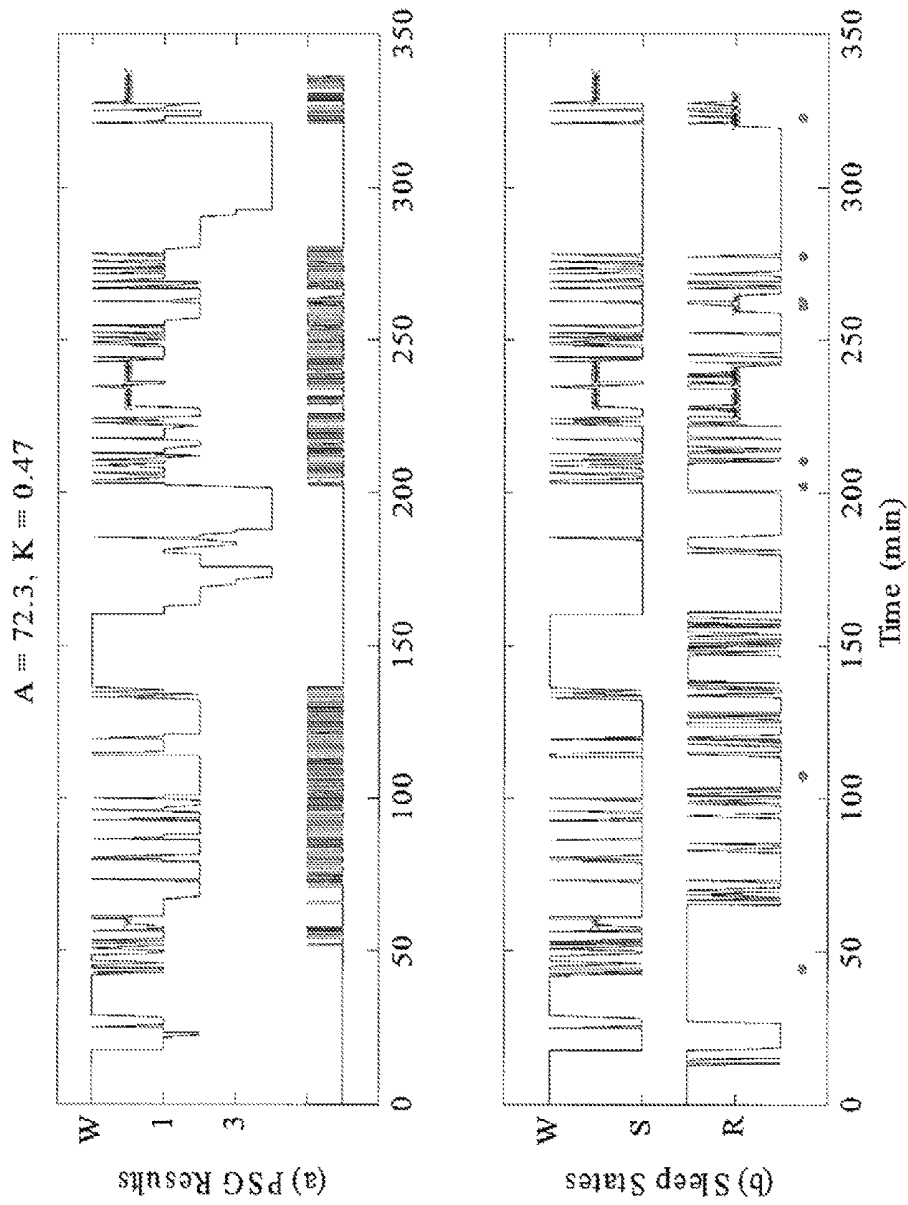 A = 72.3, K = 0.47
(a) PSG Results
W
1
3
0 50 100 150 200 250 300 350
(b) Sleep States
W
S
R
0 50 100 150 200 250 300 350
Time (min)